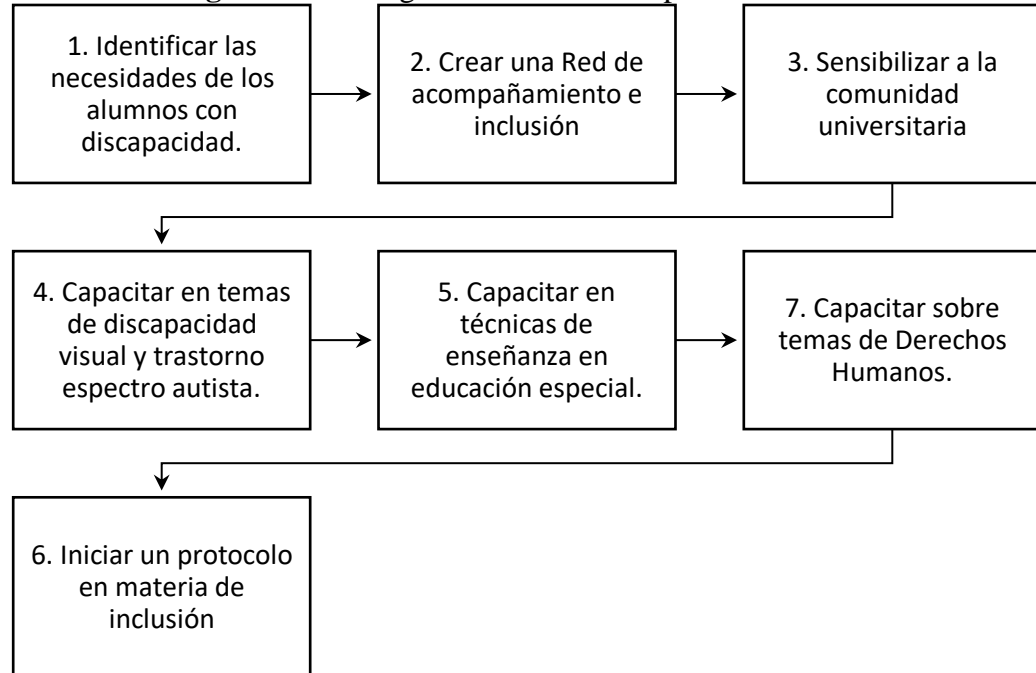 1. Identificar las
necesidades de los
alumnos con
discapacidad.
2. Crear una Red de
acompañamiento e
inclusión
3. Sensibilizar a la
comunidad
universitaria
4. Capacitar en temas
de discapacidad
visual y trastorno
espectro autista.
5. Capacitar en
técnicas de
enseñanza en
educación especial.
7. Capacitar sobre
temas de Derechos
Humanos.
6. Iniciar un protocolo
en materia de
inclusión